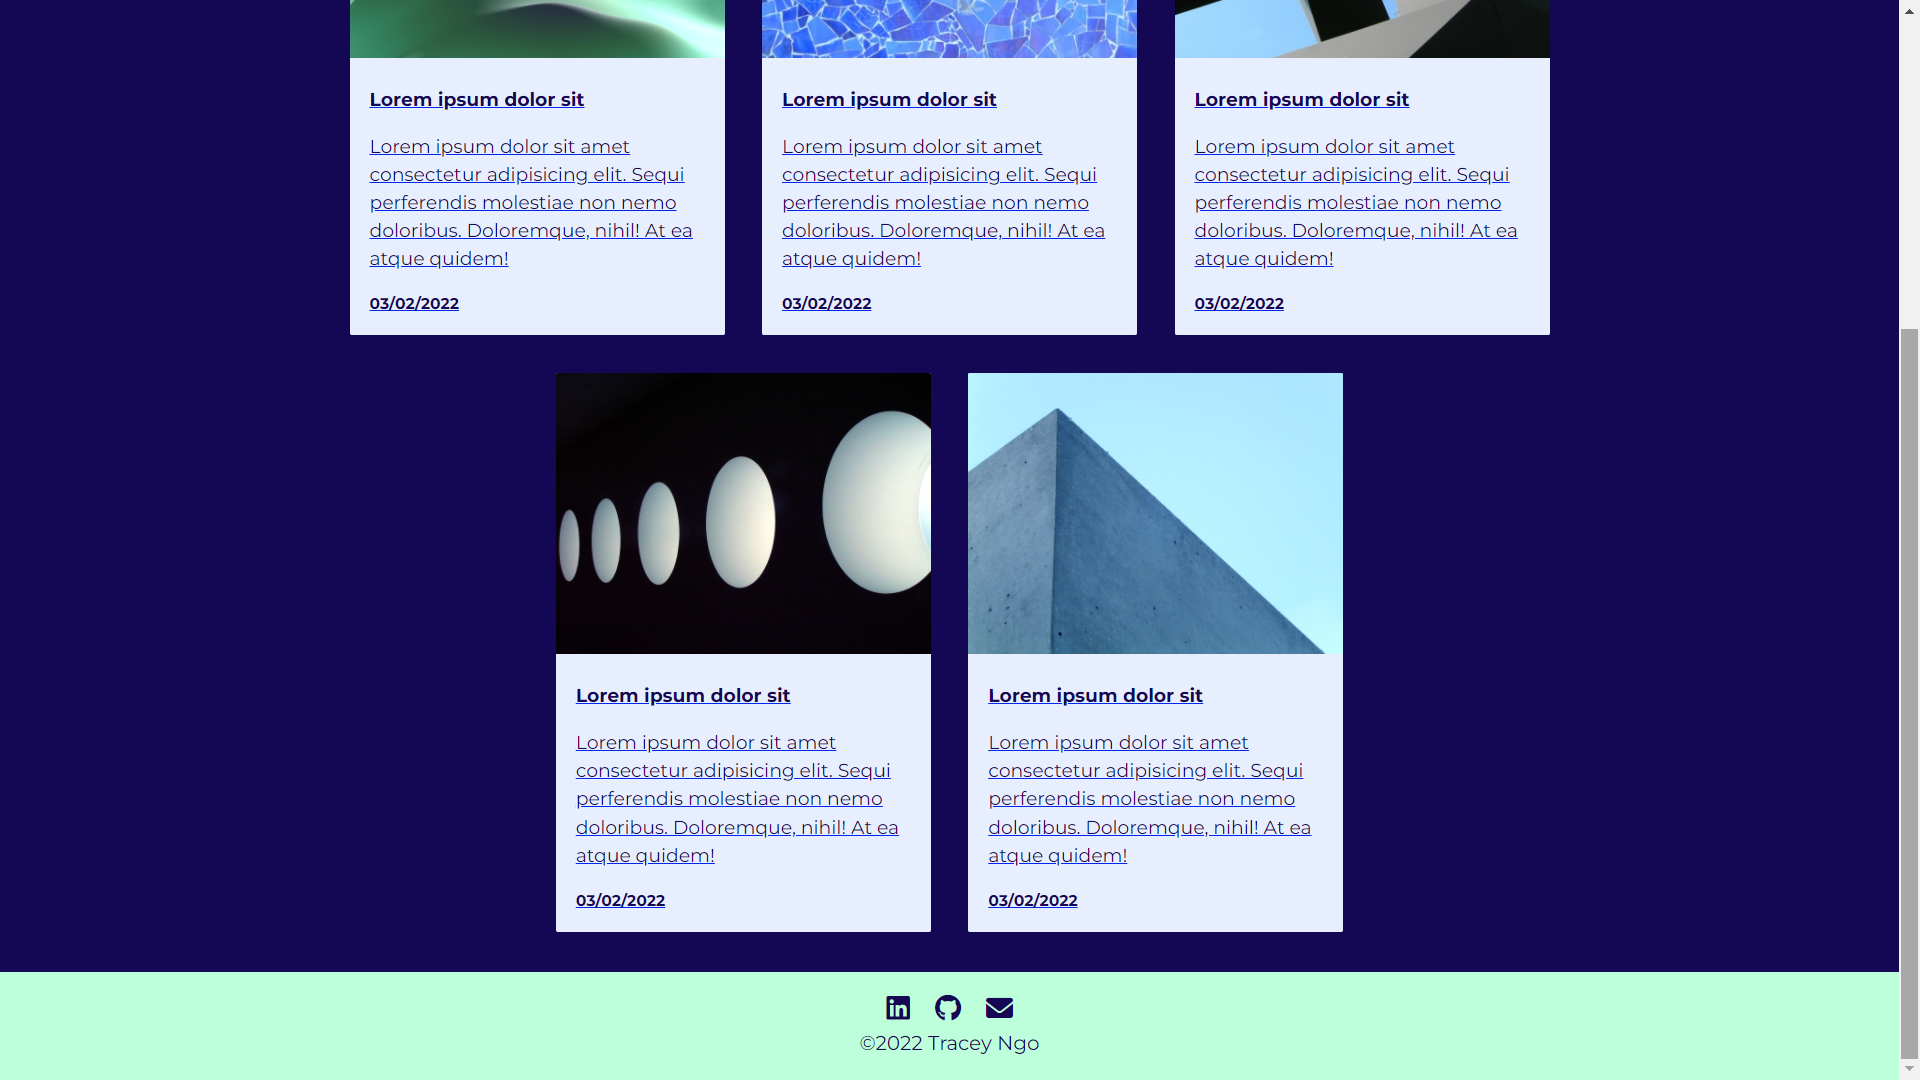 Lorem ipsum dolor sit
Lorem ipsum dolor sit amet
consectetur adipisicing elit. Sequi
perferendis molestiae non nemo
doloribus. Doloremque, nihil! At ea
atque quidem!
03/02/2022
Lorem ipsum dolor sit
Lorem ipsum dolor sit amet
consectetur adipisicing elit. Sequi
perferendis molestiae non nemo
doloribus. Doloremque, nihil! At ea
atque quidem!
03/02/2022
Lorem ipsum dolor sit
Lorem ipsum dolor sit amet
consectetur adipisicing elit. Sequi
perferendis molestiae non nemo
doloribus. Doloremque, nihil! At ea
atque quidem!
03/02/2022
Lorem ipsum dolor sit
Lorem ipsum dolor sit amet
consectetur adipisicing elit. Sequi
perferendis molestiae non nemo
doloribus. Doloremque, nihil! At ea
atque quidem!
03/02/2022
Lorem ipsum dolor sit
Lorem ipsum dolor sit amet
consectetur adipisicing elit. Sequi
perferendis molestiae non nemo
doloribus. Doloremque, nihil! At ea
atque quidem!
03/02/2022
©2022 Tracey Ngo